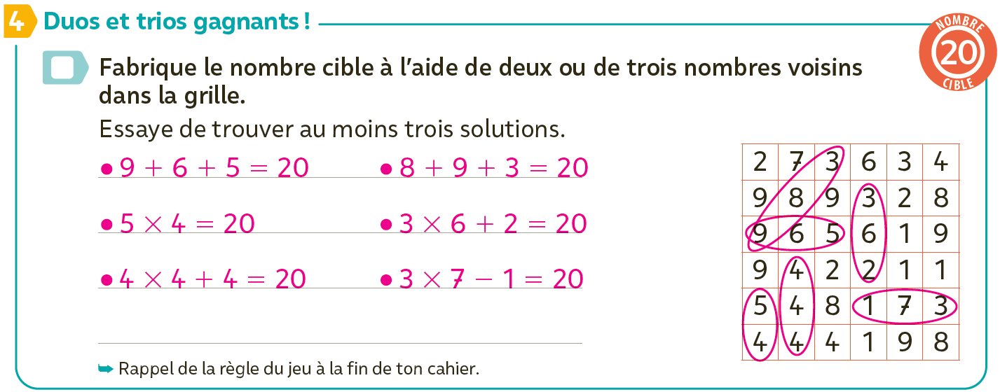 4 Duos et trios gagnants !
NOMBRE
20
CIBLE
Fabrique le nombre cible à l’aide de deux ou de trois nombres voisins
dans la grille.
Essaye de trouver au moins trois solutions.
• 9 + 6 + 5 = 20
• 8 + 9 + 3 = 20
• 5 × 4 = 20
• 3 × 6 + 2 = 20
• 4 × 4 + 4 = 20
• 3 × 7 − 1 = 20
2 7 3 6 3 4
9 8 9 3 2 8
9 6 5 6 1 9
9 4 2 2 1 1
5 4 8 1 7 3
4 4 4 1 9 8
➥ Rappel de la règle du jeu à la fin de ton cahier.